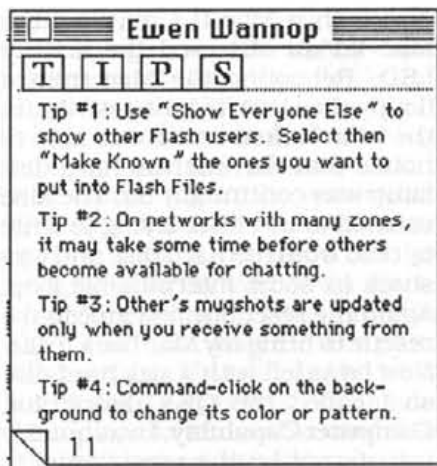 Ewen Wannop
T I P S
Tip #1: Use "Show Everyone Else" to
show other Flash users. Select then
"Make Known" the ones you want to
put into Flash Files.
Tip #2: On networks with many zones,
it may take some time before others
become available for chatting.
Tip #3: Other's mugshots are updated
only when you receive something from
them.
Tip #4: Command-click on the back-
ground to change its color or pattern.
1